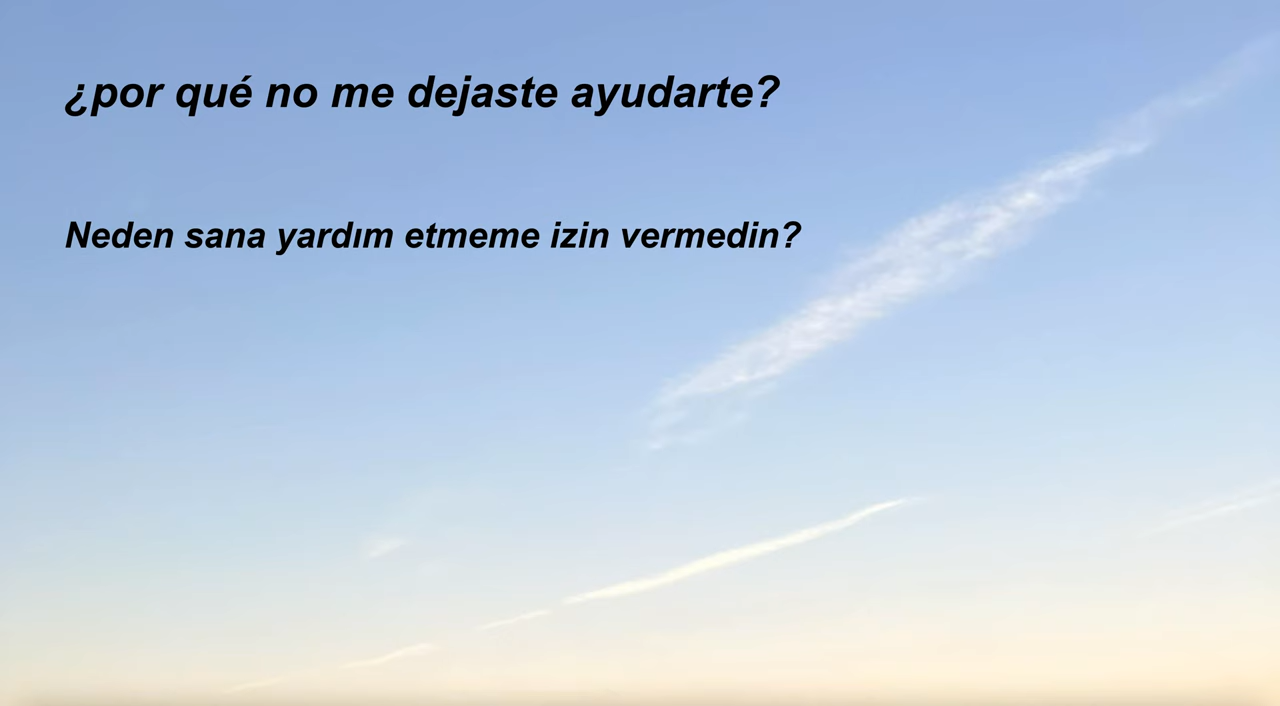 ¿por qué no me dejaste ayudarte?
Neden sana yardım etmeme izin vermedin?